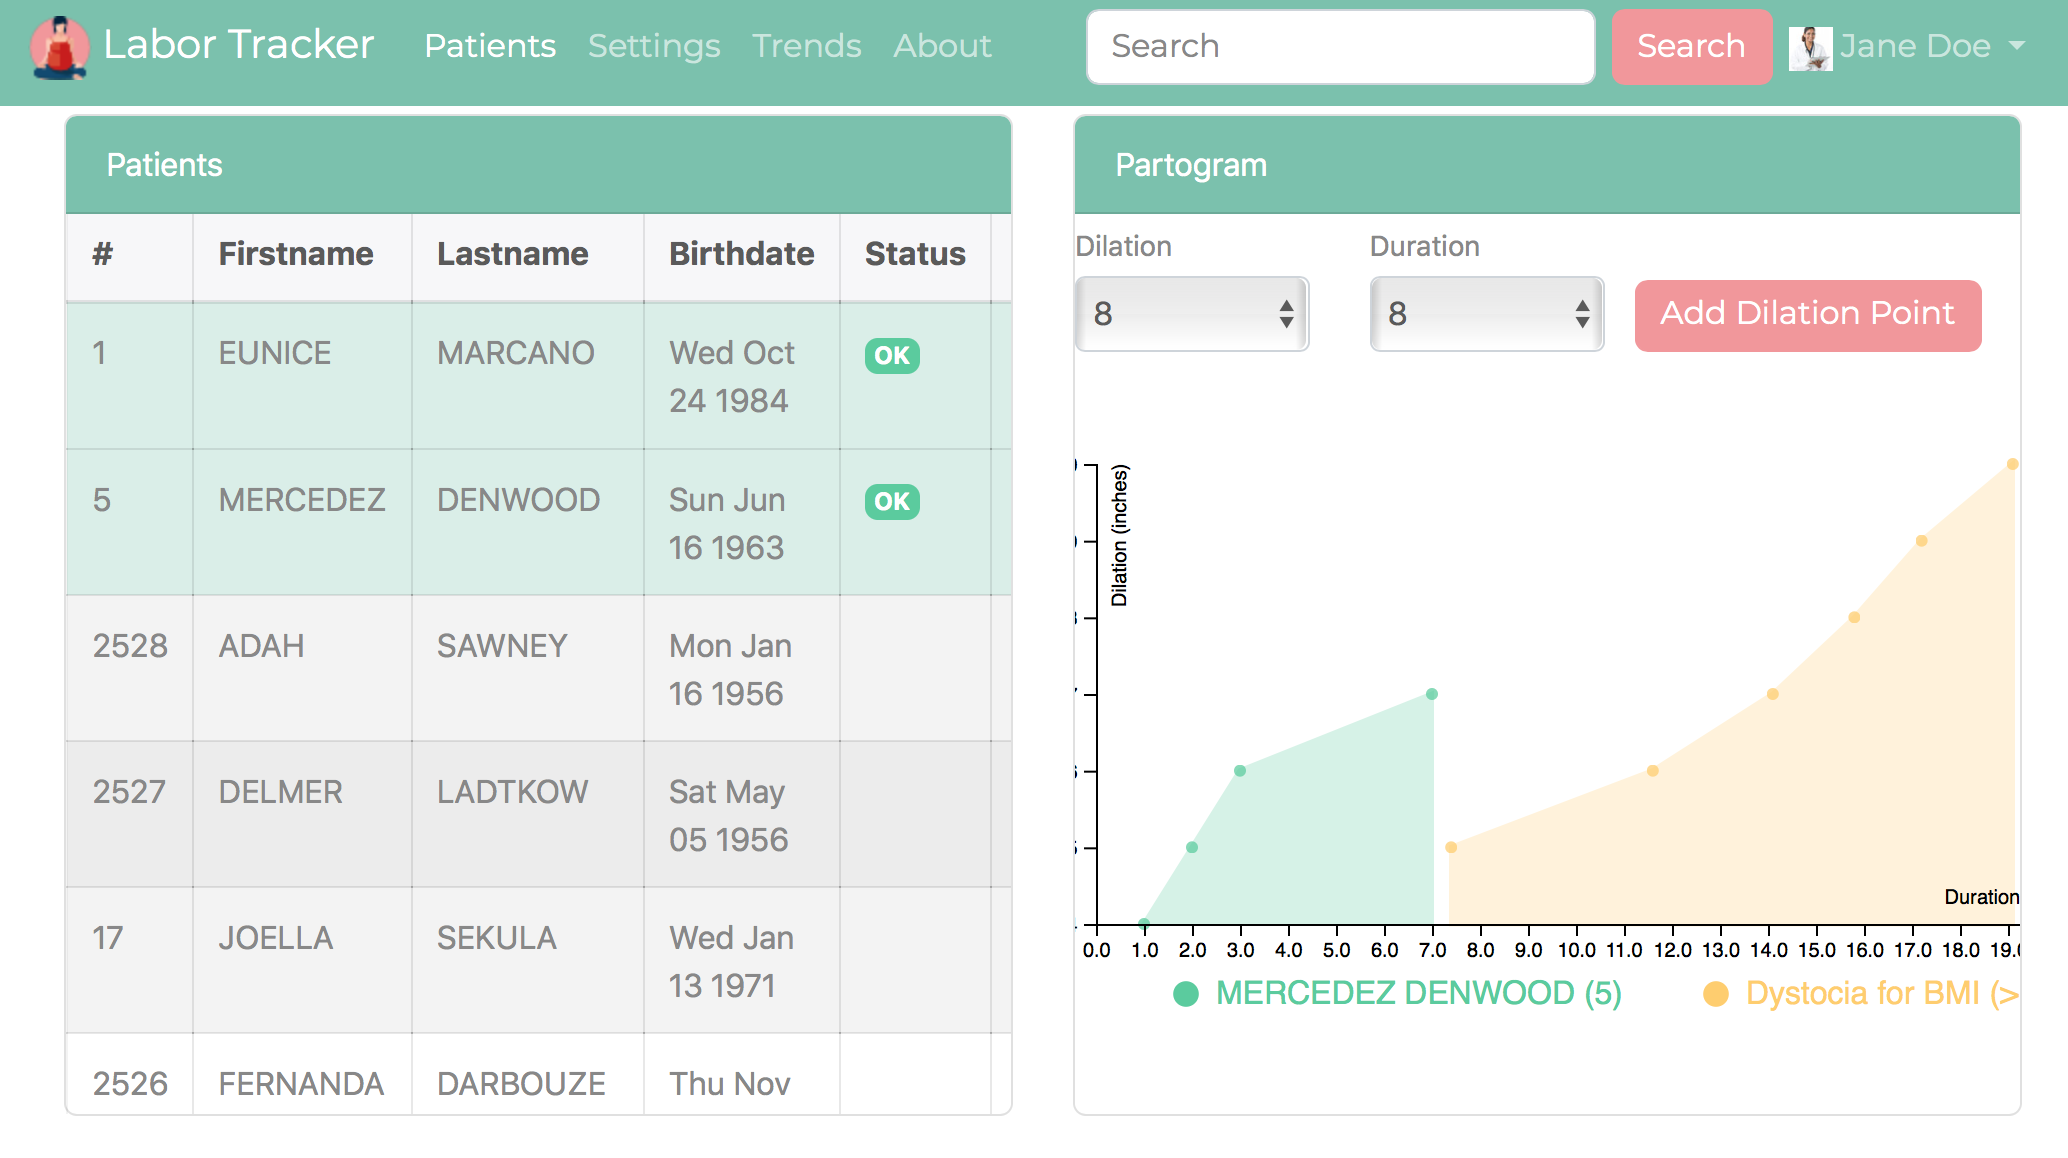 Labor Tracker Patients Settings Trends About Search Search Jane Doe
Patients
# Firstname Lastname Birthdate Status
1 EUNICE MARCANO Wed Oct
24 1984
OK
5 MERCEDEZ DENWOOD Sun Jun
16 1963
OK
2528 ADAH SAWNEY Mon Jan
16 1956
2527 DELMER LADTKOW Sat May
05 1956
17 JOELLA SEKULA Wed Jan
13 1971
2526 FERNANDA DARBOUZE Thu Nov
Partogram
Dilation Duration
8 8 Add Dilation Point
Dilation (inches)
Duration
0.0 1.0 2.0 3.0 4.0 5.0 6.0 7.0 8.0 9.0 10.0 11.0 12.0 13.0 14.0 15.0 16.0 17.0 18.0 19.
MERCEDEZ DENWOOD (5) Dystocia for BMI (>